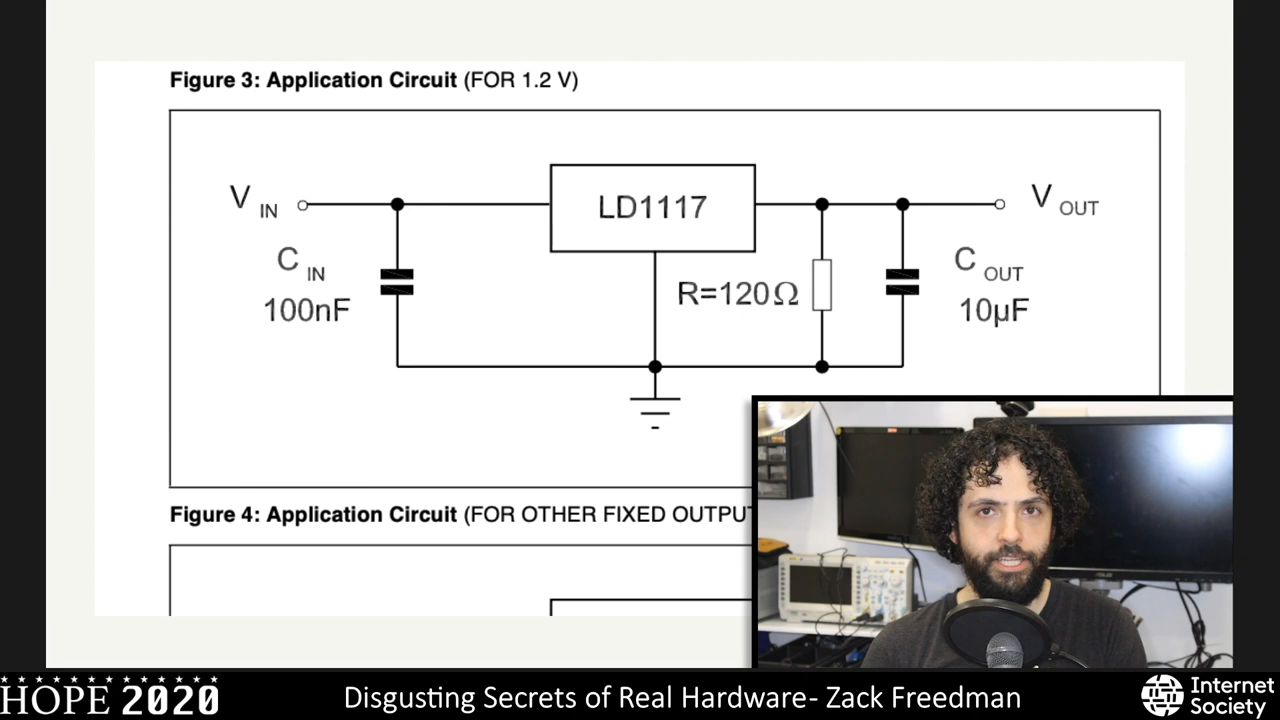 Figure 3: Application Circuit (FOR 1.2 V)
V IN
LD1117
V OUT
C IN
100nF
R=120Ω
C OUT
10µF
Figure 4: Application Circuit (FOR OTHER FIXED OUTPUT
HOPE 2020
Disgusting Secrets of Real Hardware- Zack Freedman
Internet
Society